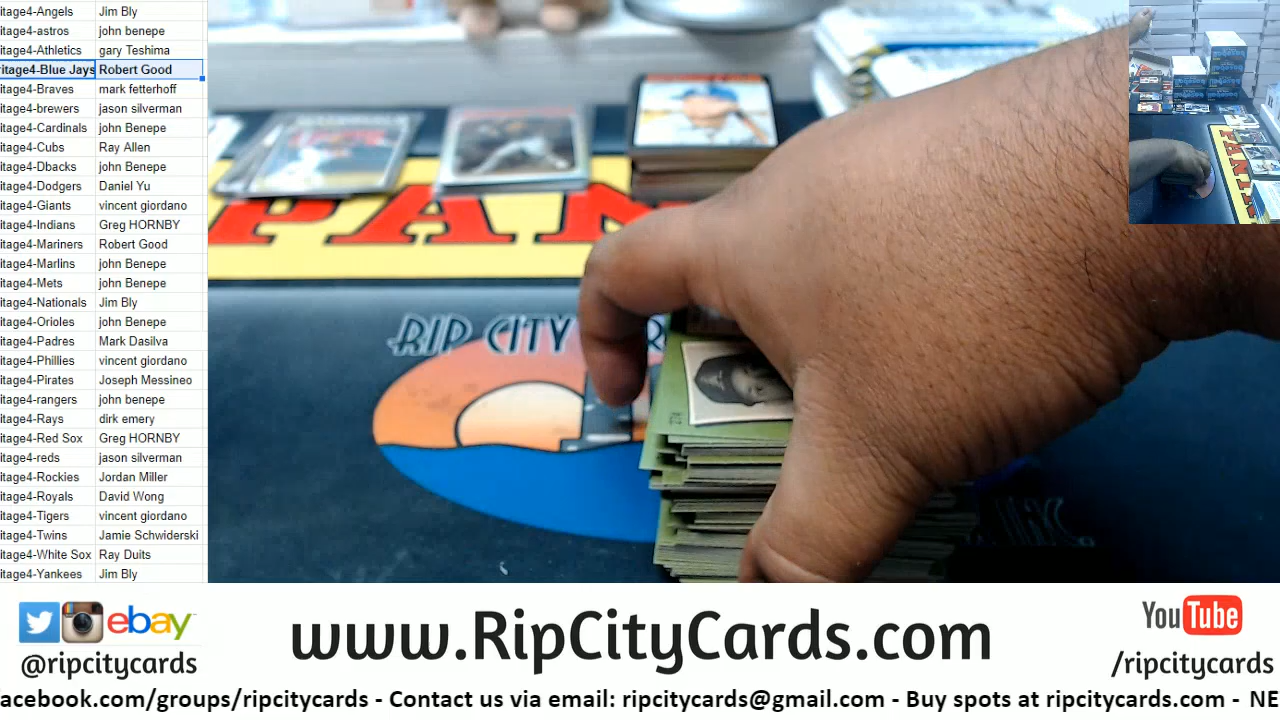 itage4-Angels Jim Bly
itage4-astros john benepe
itage4-Athletics gary Teshima
ritage4-Blue Jays Robert Good
itage4-Braves mark fetterhoff
itage4-brewers jason silverman
itage4-Cardinals john Benepe
itage4-Cubs Ray Allen
itage4-Dbacks john Benepe
itage4-Dodgers Daniel Yu
itage4-Giants vincent giordano
itage4-Indians Greg HORNBY
itage4-Mariners Robert Good
itage4-Marlins john Benepe
itage4-Mets john Benepe
itage4-Nationals Jim Bly
itage4-Orioles john Benepe
itage4-Padres Mark Dasilva
itage4-Phillies vincent giordano
itage4-Pirates Joseph Messineo
itage4-rangers john benepe
itage4-Rays dirk emery
itage4-Red Sox Greg HORNBY
itage4-reds jason silverman
itage4-Rockies Jordan Miller
itage4-Royals David Wong
itage4-Tigers vincent giordano
itage4-Twins Jamie Schwiderski
itage4-White Sox Ray Duits
itage4-Yankees Jim Bly
PAN
RIP CITY
ebay
@ripcitycards
www.RipCityCards.com
YouTube
/ripcitycards
acebook.com/groups/ripcitycards - Contact us via email: ripcitycards@gmail.com - Buy spots at ripcitycards.com - NE